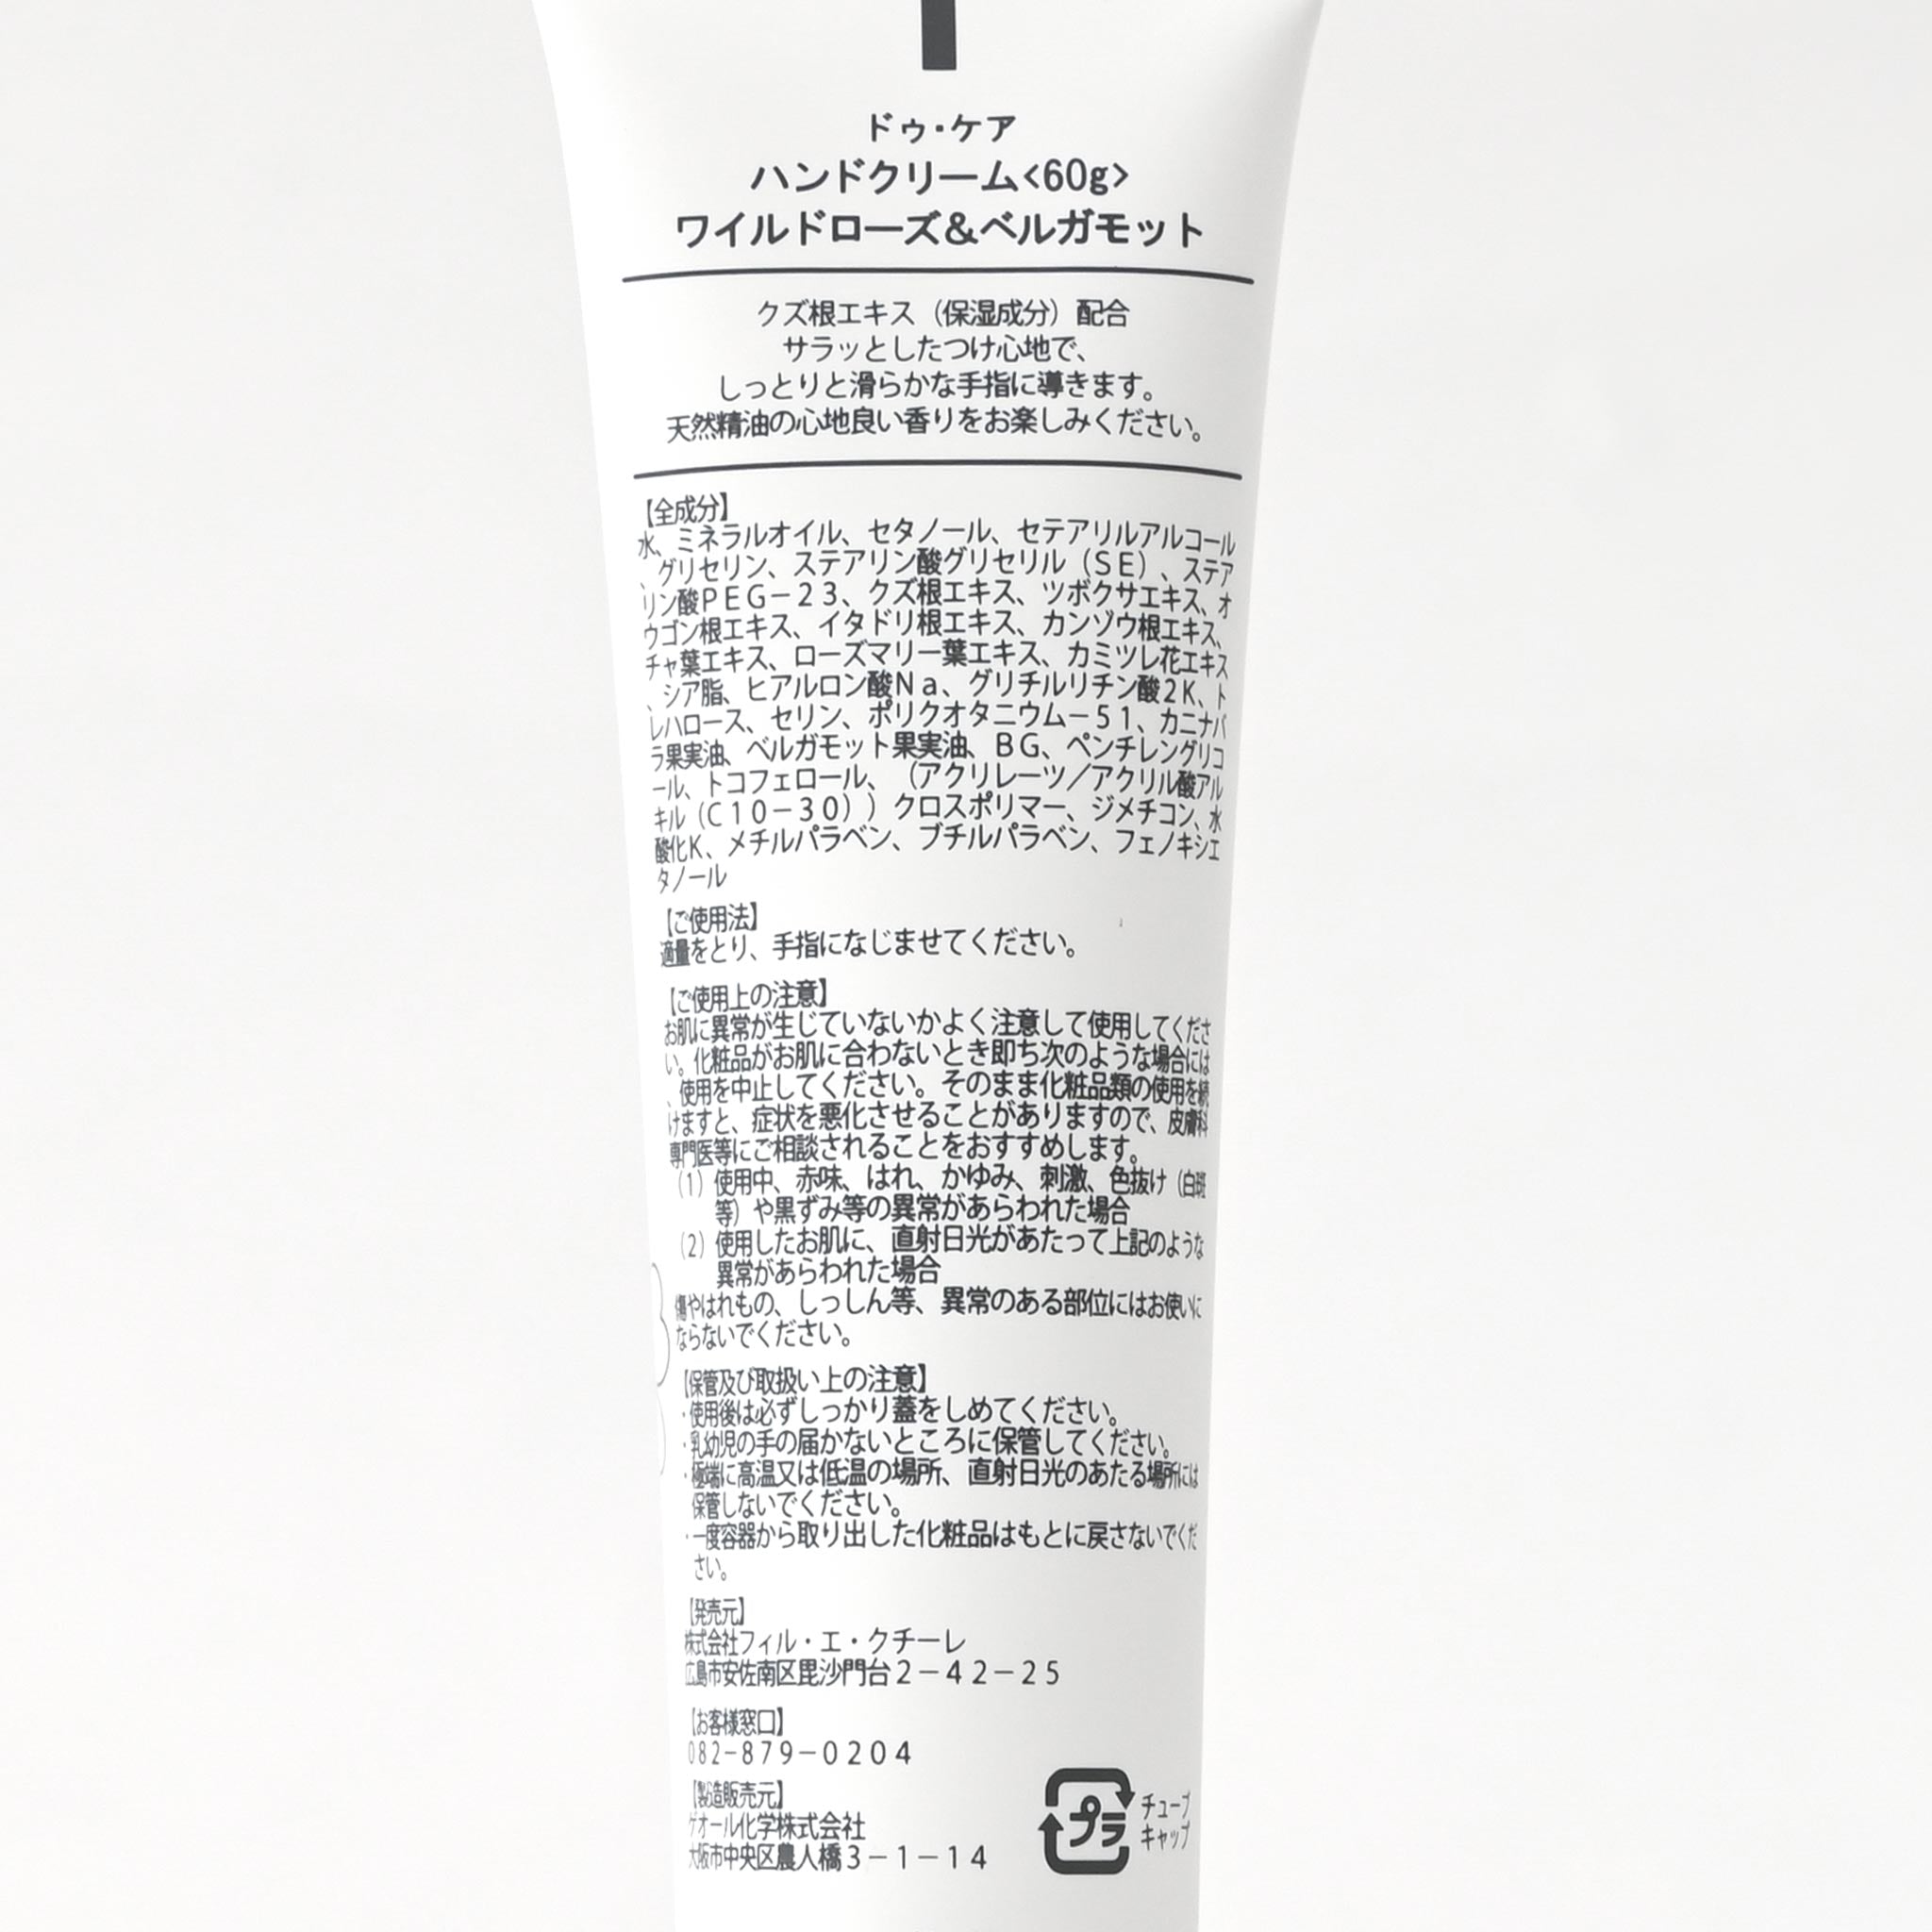 ドゥ・ケア
ハンドクリーム<60g>
ワイルドローズ&ベルガモット
クズ根エキス（保湿成分）配合
サラッとしたつけ心地で、
しっとりと滑らかな手指に導きます。
天然精油の心地良い香りをお楽しみください。
【全成分】
水、ミネラルオイル、セタノール、セテアリルアルコール
、グリセリン、ステアリン酸グリセリル（ＳＥ）、ステア
リン酸ＰＥＧ－２３、クズ根エキス、ツボクサエキス、オ
ウゴン根エキス、イタドリ根エキス、カンゾウ根エキス、
チャ葉エキス、ローズマリー葉エキス、カミツレ花エキス
、シア脂、ヒアルロン酸Ｎａ、グリチルリチン酸２Ｋ、ト
レハロース、セリン、ポリクオタニウム－５１、カニナバ
ラ果実油、ベルガモット果実油、ＢＧ、ペンチレングリコ
ール、トコフェロール、（アクリレーツ／アクリル酸アル
キル（Ｃ１０－３０））クロスポリマー、ジメチコン、水
酸化Ｋ、メチルパラベン、ブチルパラベン、フェノキシエ
タノール
【ご使用法】
適量をとり、手指になじませてください。
【ご使用上の注意】
お肌に異常が生じていないかよく注意して使用してくださ
い。化粧品がお肌に合わないとき即ち次のような場合には
、使用を中止してください。そのまま化粧品類の使用を続
けますと、症状を悪化させることがありますので、皮膚科
専門医等にご相談されることをおすすめします。
（1）使用中、赤味、はれ、かゆみ、刺激、色抜け（白斑
等）や黒ずみ等の異常があらわれた場合
（2）使用したお肌に、直射日光があたって上記のような
異常があらわれた場合
傷やはれもの、しっしん等、異常のある部位にはお使いに
ならないでください。
【保管及び取扱い上の注意】
・使用後は必ずしっかり蓋をしめてください。
・乳幼児の手の届かないところに保管してください。
・極端に高温又は低温の場所、直射日光のあたる場所には
保管しないでください。
・一度容器から取り出した化粧品はもとに戻さないでくだ
さい。
【発売元】
株式会社フィル・エ・クチーレ
広島市安佐南区毘沙門台２－４２－２５
【お客様窓口】
０８２－８７９－０２０４
【製造販売元】
ゲオール化学株式会社
大阪市中央区農人橋３－１－１４
プラ
チューブ
キャップ